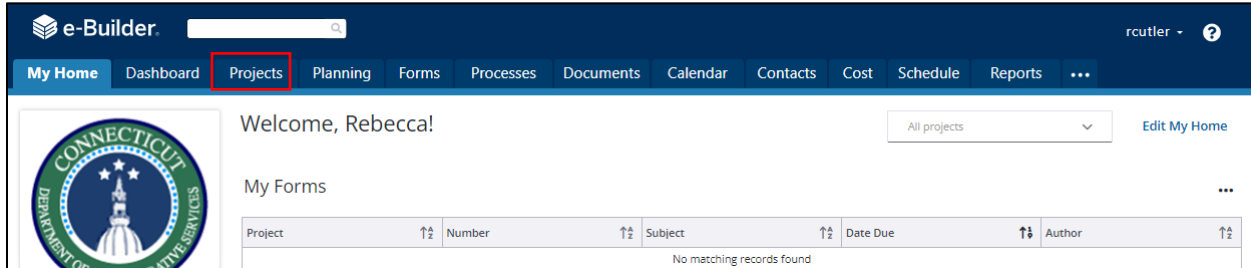 e-Builder.
rcutler
?
My Home Dashboard Projects Planning Forms Processes Documents Calendar Contacts Cost Schedule Reports •••
Welcome, Rebecca!
All projects
Edit My Home
CONNECTICUT
DEPARTMENT OF
SERVICES
My Forms
•••
Project Number Subject Date Due Author
No matching records found